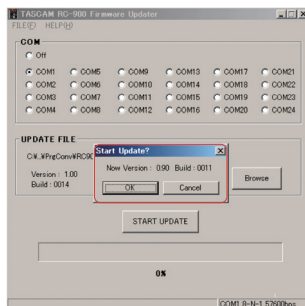 TASCAM RC-900 Firmware Updater
FILE(F) HELP(H)
COM
Off
COM1 COM5 COM9 COM13 COM17 COM21
COM2 COM6 COM10 COM14 COM18 COM22
COM3 COM7 COM11 COM15 COM19 COM23
COM4 COM8 COM12 COM16 COM20 COM24
UPDATE FILE
C:¥..¥PrgConv¥RC90
Version : 1.00
Build : 0014
Browse
Start Update?
Now Version : 0.90 Build : 0011
OK Cancel
START UPDATE
0%
COM1 8-N-1 57600bps